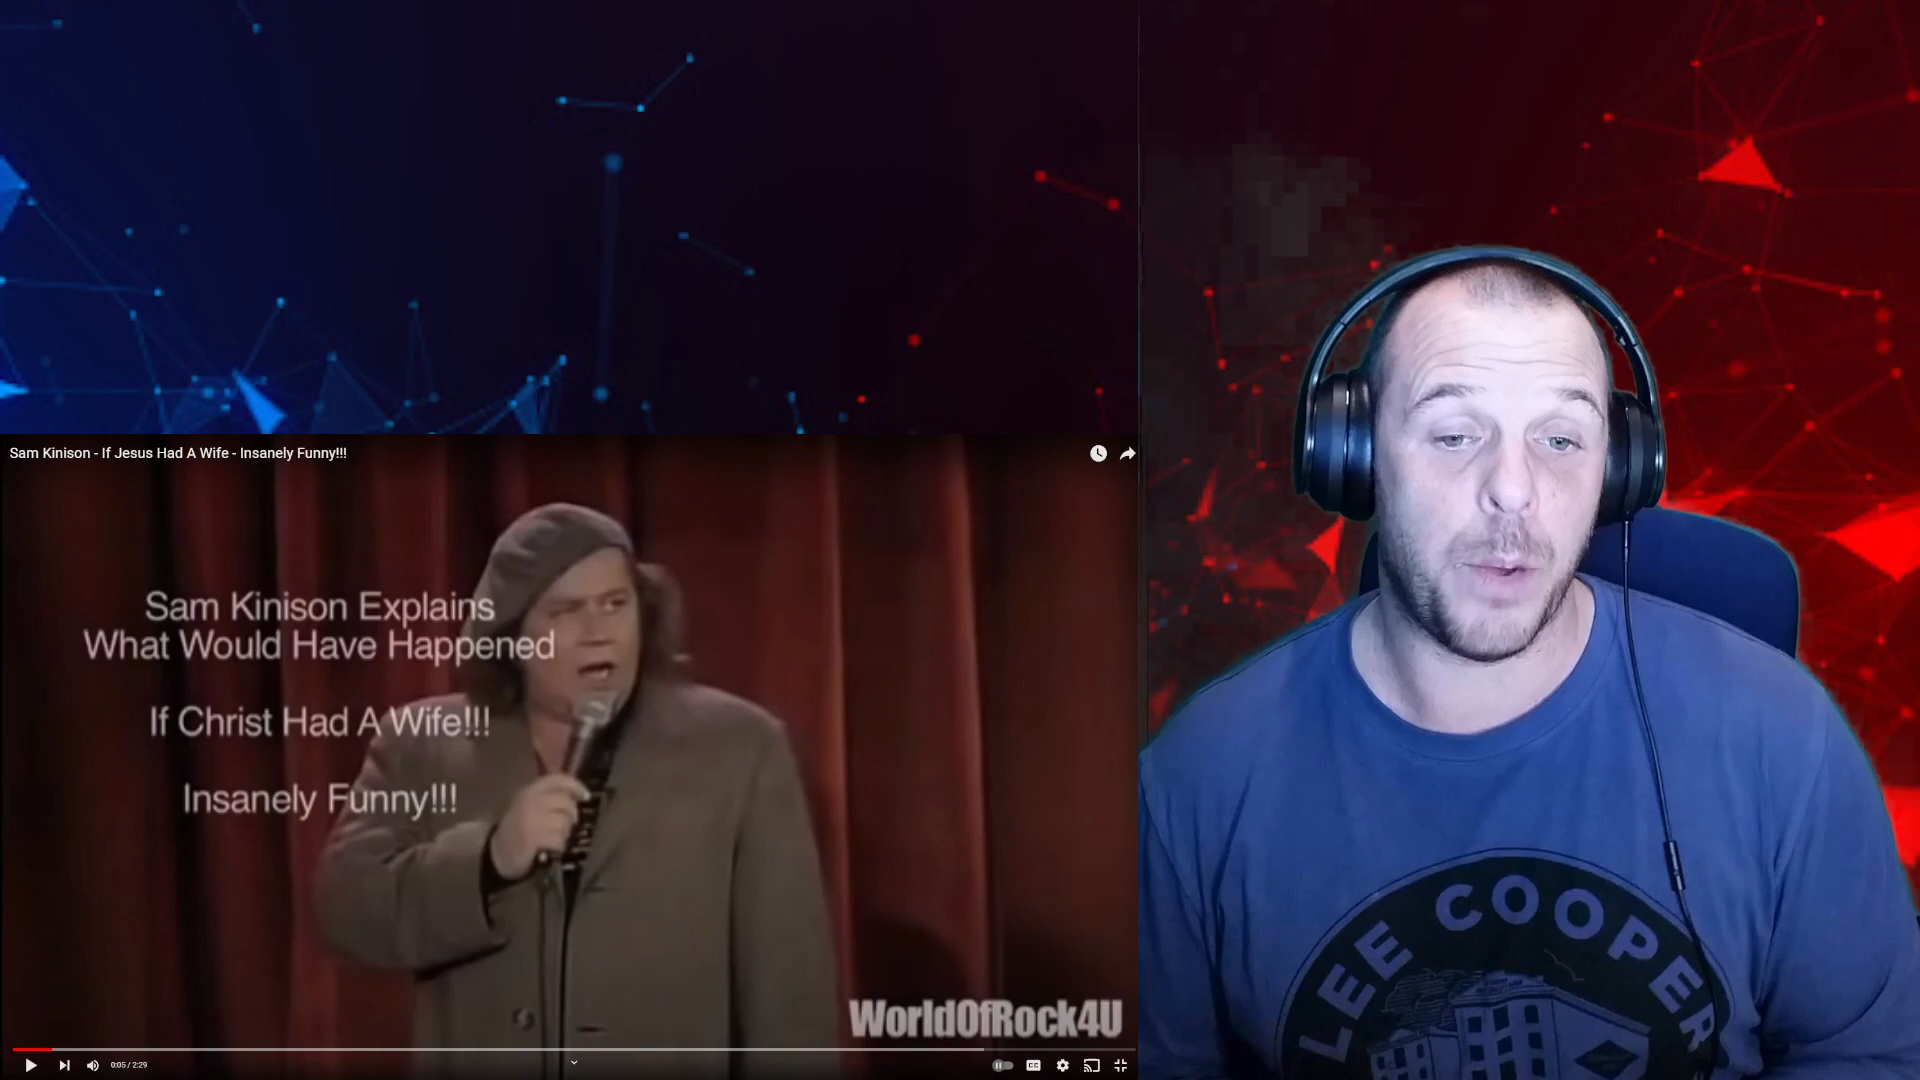 Sam Kinison - If Jesus Had A Wife - Insanely Funny!!!
Sam Kinison Explains
What Would Have Happened
If Christ Had A Wife!!!
Insanely Funny!!!
WorldOfRock4U
0:05 / 2:29
CC
LEE COOPER